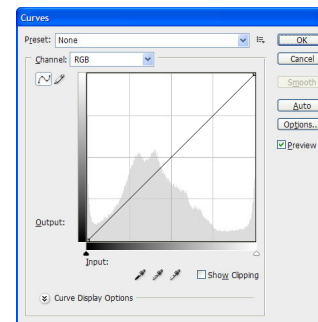 Curves
Preset: None
OK
Channel: RGB
Cancel
Smooth
Auto
Options..
Preview
Output:
Input:
Show Clipping
Curve Display Options